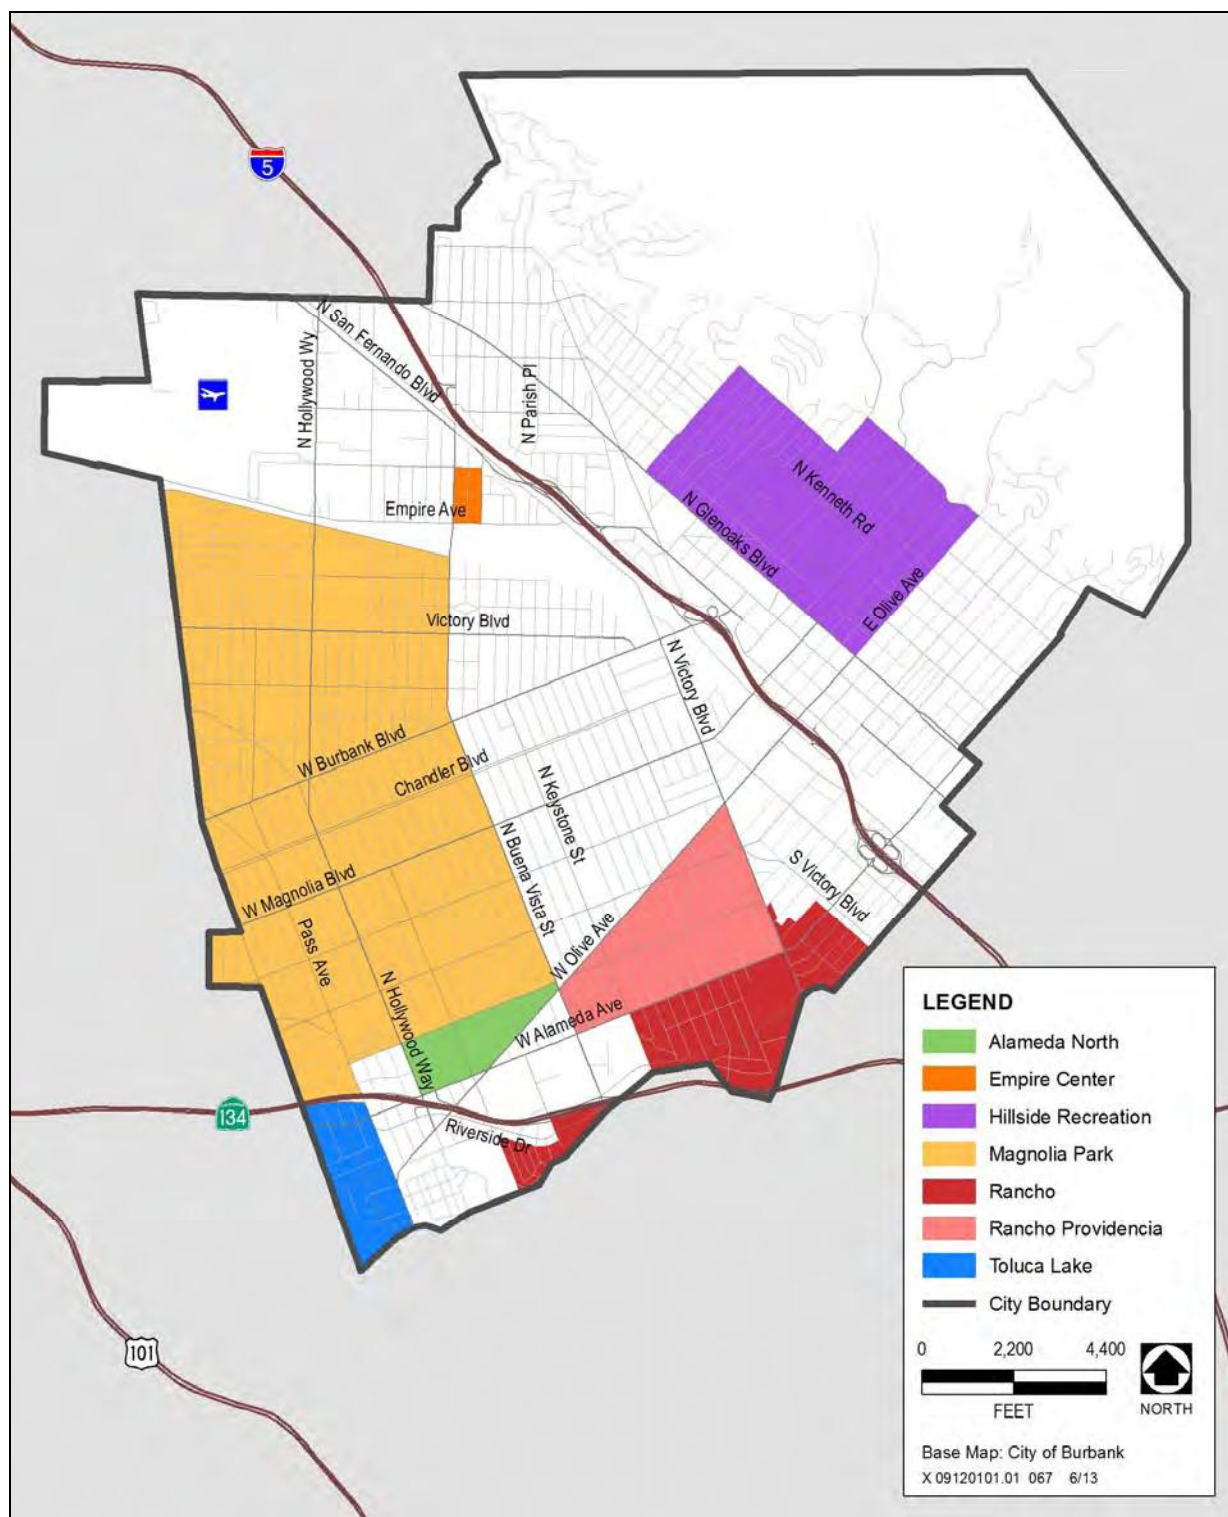 5
N San Fernando Blvd
N Hollywood Wy
N Parish Pl
N Kenneth Rd
N Glenoaks Blvd
Empire Ave
E Olive Ave
Victory Blvd
N Victory Blvd
W Burbank Blvd
Chandler Blvd
N Keystone St
N Buena Vista St
W Magnolia Blvd
S Victory Blvd
Pass Ave
W Olive Ave
N Hollywood Way
W Alameda Ave
134
Riverside Dr
101
LEGEND
Alameda North
Empire Center
Hillside Recreation
Magnolia Park
Rancho
Rancho Providencia
Toluca Lake
City Boundary
0 2,200 4,400
FEET
NORTH
Base Map: City of Burbank
X 09120101.01 067 6/13